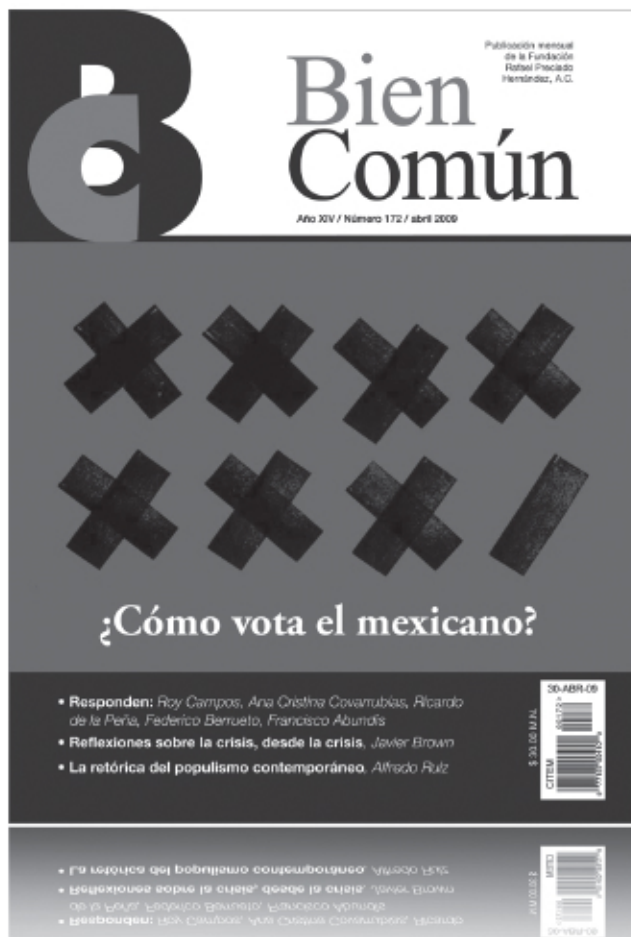 Publicación mensual
de la Fundación
Rafael Preciado
Hernández, A.C.
Bien
Común
Año XIV / Número 172 / abril 2009
¿Cómo vota el mexicano?
• Responden: Roy Campos, Ana Cristina Covarrubias, Ricardo
de la Peña, Federico Berrueto, Francisco Abundis
• Reflexiones sobre la crisis, desde la crisis, Javier Brown
• La retórica del populismo contemporáneo, Alfredo Ruiz
30-ABR-09
$ 30.00 M.N.
CITEM